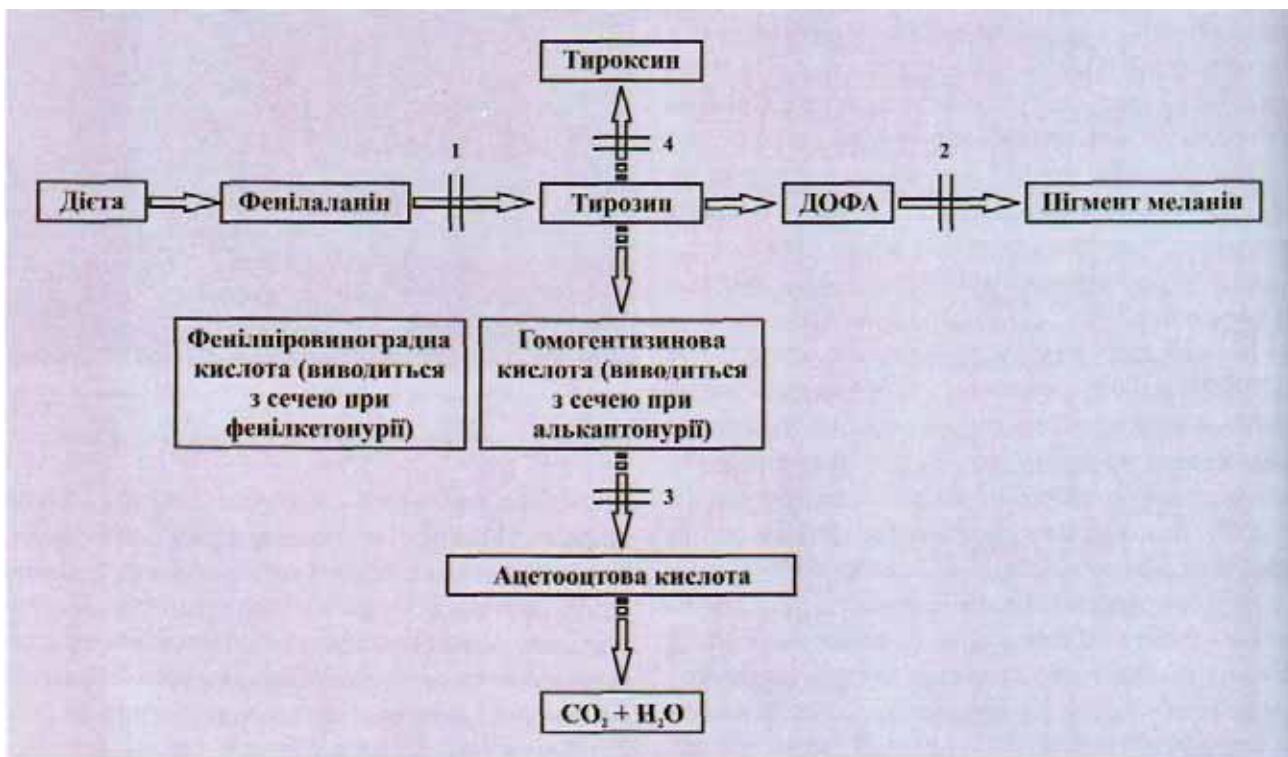 Тироксин
4
1
2
Дієта
Фенілаланін
Тирозин
ДОФА
Пігмент меланін
Фенілпіровиноградна
кислота (виводиться
з сечею при
фенілкетонурії)
Гомогентизинова
кислота (виводиться
з сечею при
алькаптонурії)
3
Ацетооцтова кислота
CO₂ + H₂O